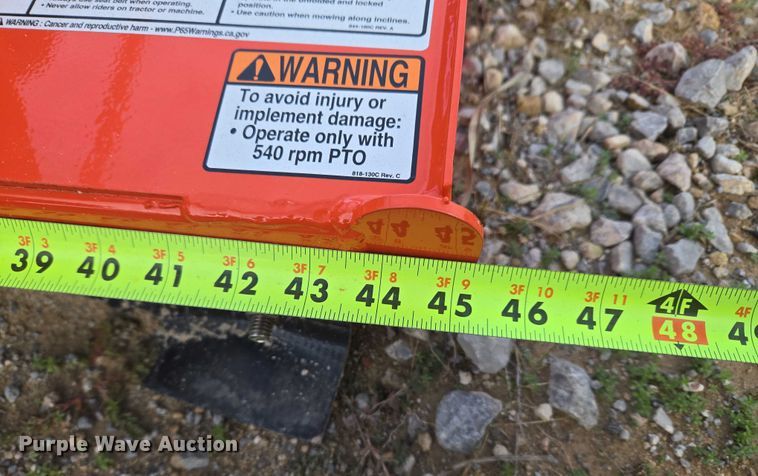 • Never allow riders on tractor or machine.
position.
• Use caution when mowing along inclines.
WARNING: Cancer and reproductive harm - www.P65Warnings.ca.gov
WARNING
To avoid injury or
implement damage:
• Operate only with
540 rpm PTO
818-130C Rev. C
3F 3 3F 4 3F 5 3F 6 3F 7 3F 8 3F 9 3F 10 3F 11 4F 4F
39 40 41 42 43 44 45 46 47 48
Purple Wave Auction